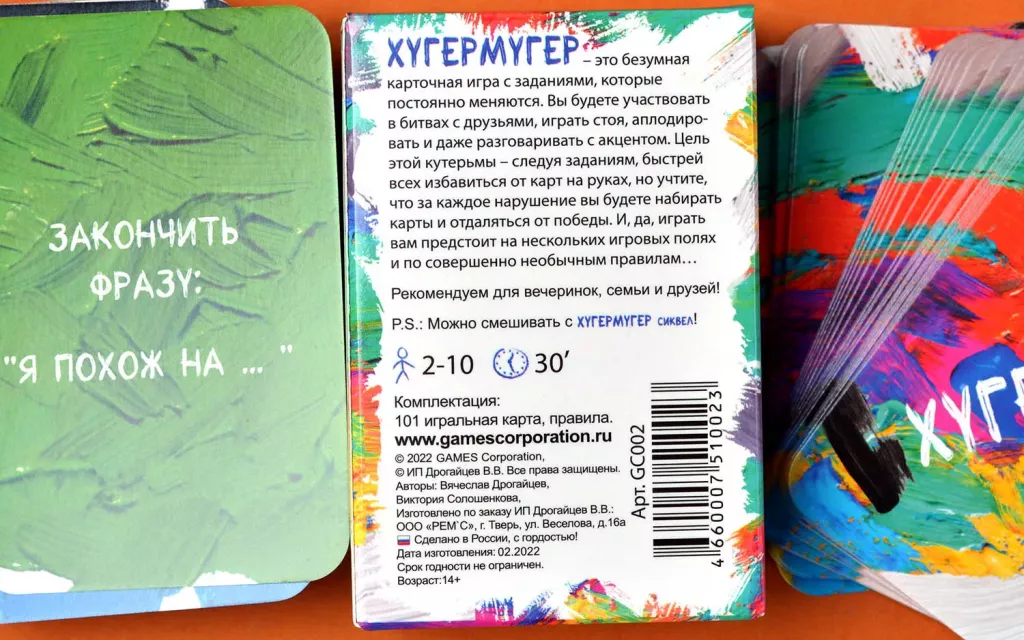 ЗАКОНЧИТЬ
ФРАЗУ:
"Я ПОХОЖ НА ..."
ХУГЕРМУГЕР – это безумная
карточная игра с заданиями, которые
постоянно меняются. Вы будете участвовать
в битвах с друзьями, играть стоя, аплодиро-
вать и даже разговаривать с акцентом. Цель
этой кутерьмы – следуя заданиям, быстрей
всех избавиться от карт на руках, но учтите,
что за каждое нарушение вы будете набирать
карты и отдаляться от победы. И, да, играть
вам предстоит на нескольких игровых полях
и по совершенно необычным правилам...
Рекомендуем для вечеринок, семьи и друзей!
P.S.: Можно смешивать с ХУГЕРМУГЕР СИКВЕЛ!
2-10 30'
Комплектация:
101 игральная карта, правила.
www.gamescorporation.ru
© 2022 GAMES Corporation,
© ИП Дрогайцев В.В. Все права защищены.
Авторы: Вячеслав Дрогайцев,
Виктория Солошенкова,
Изготовлено по заказу ИП Дрогайцев В.В.:
ООО «РЕМ`С», г. Тверь, ул. Веселова, д.16а
Сделано в России, с гордостью!
Дата изготовления: 02.2022
Срок годности не ограничен.
Возраст:14+
Арт. GC002
4 660007 510023
ХУГЕ